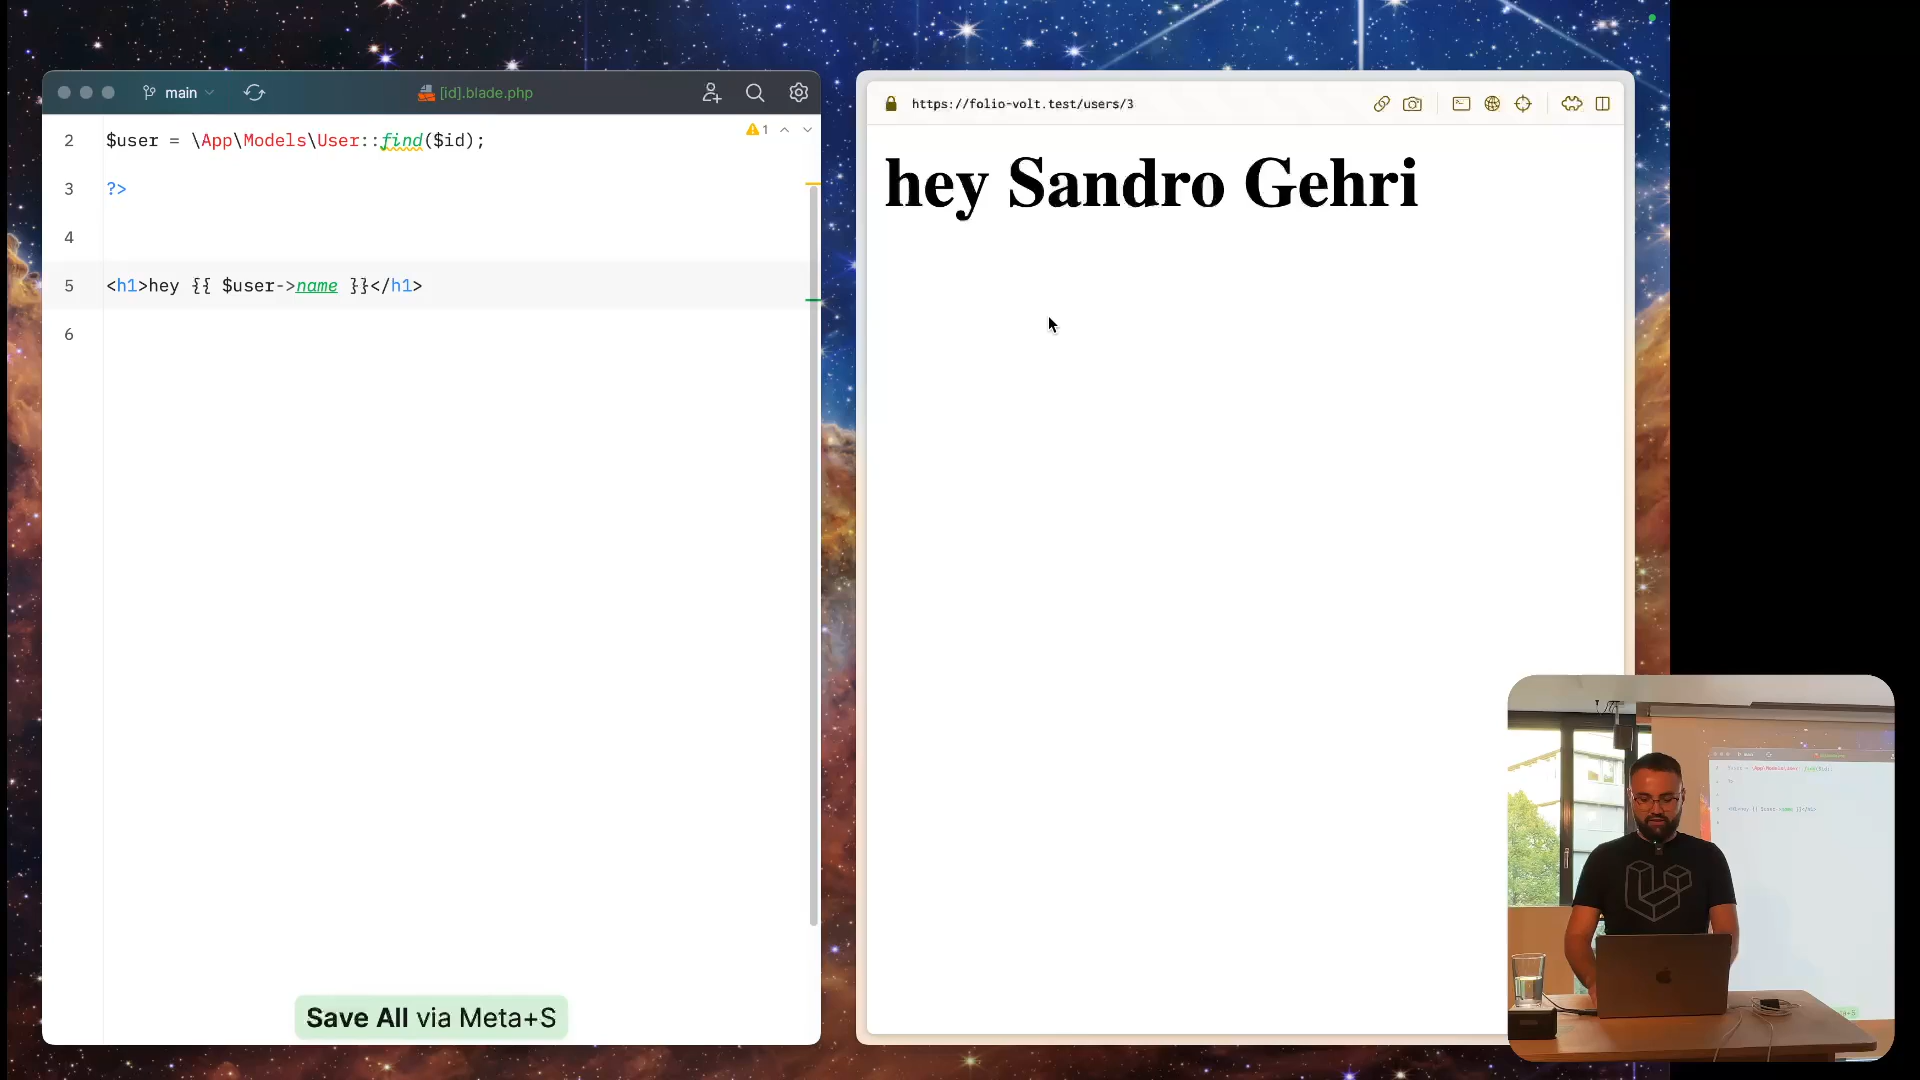 main
[id].blade.php
1
2 $user = \App\Models\User::find($id);
3 ?>
4
5 <h1>hey {{ $user->name }}</h1>
6
Save All via Meta+S
https://folio-volt.test/users/3
hey Sandro Gehri